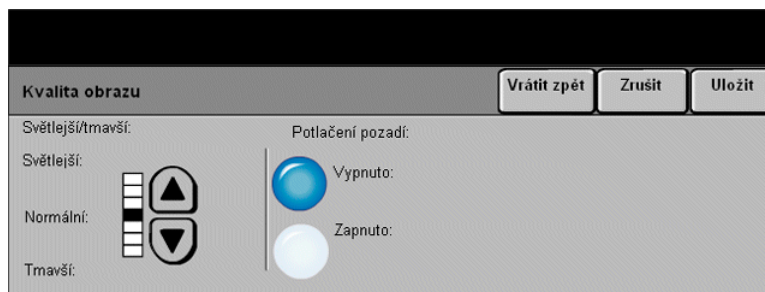 Kvalita obrazu
Vrátit zpět
Zrušit
Uložit
Světlejší/tmavší:
Světlejší:
Normální:
Tmavší:
Potlačení pozadí:
Vypnuto:
Zapnuto: